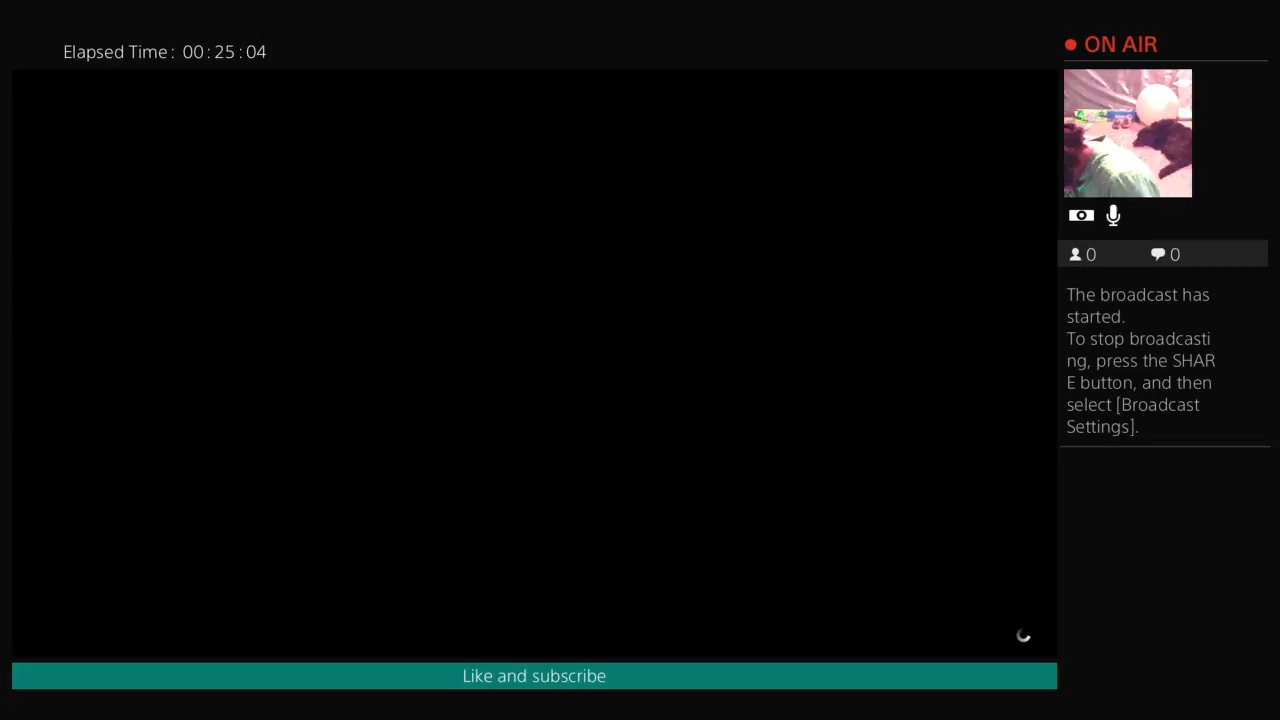 Elapsed Time: 00:25:04
ON AIR
0 0
The broadcast has
started.
To stop broadcasti
ng, press the SHAR
E button, and then
select [Broadcast
Settings].
Like and subscribe